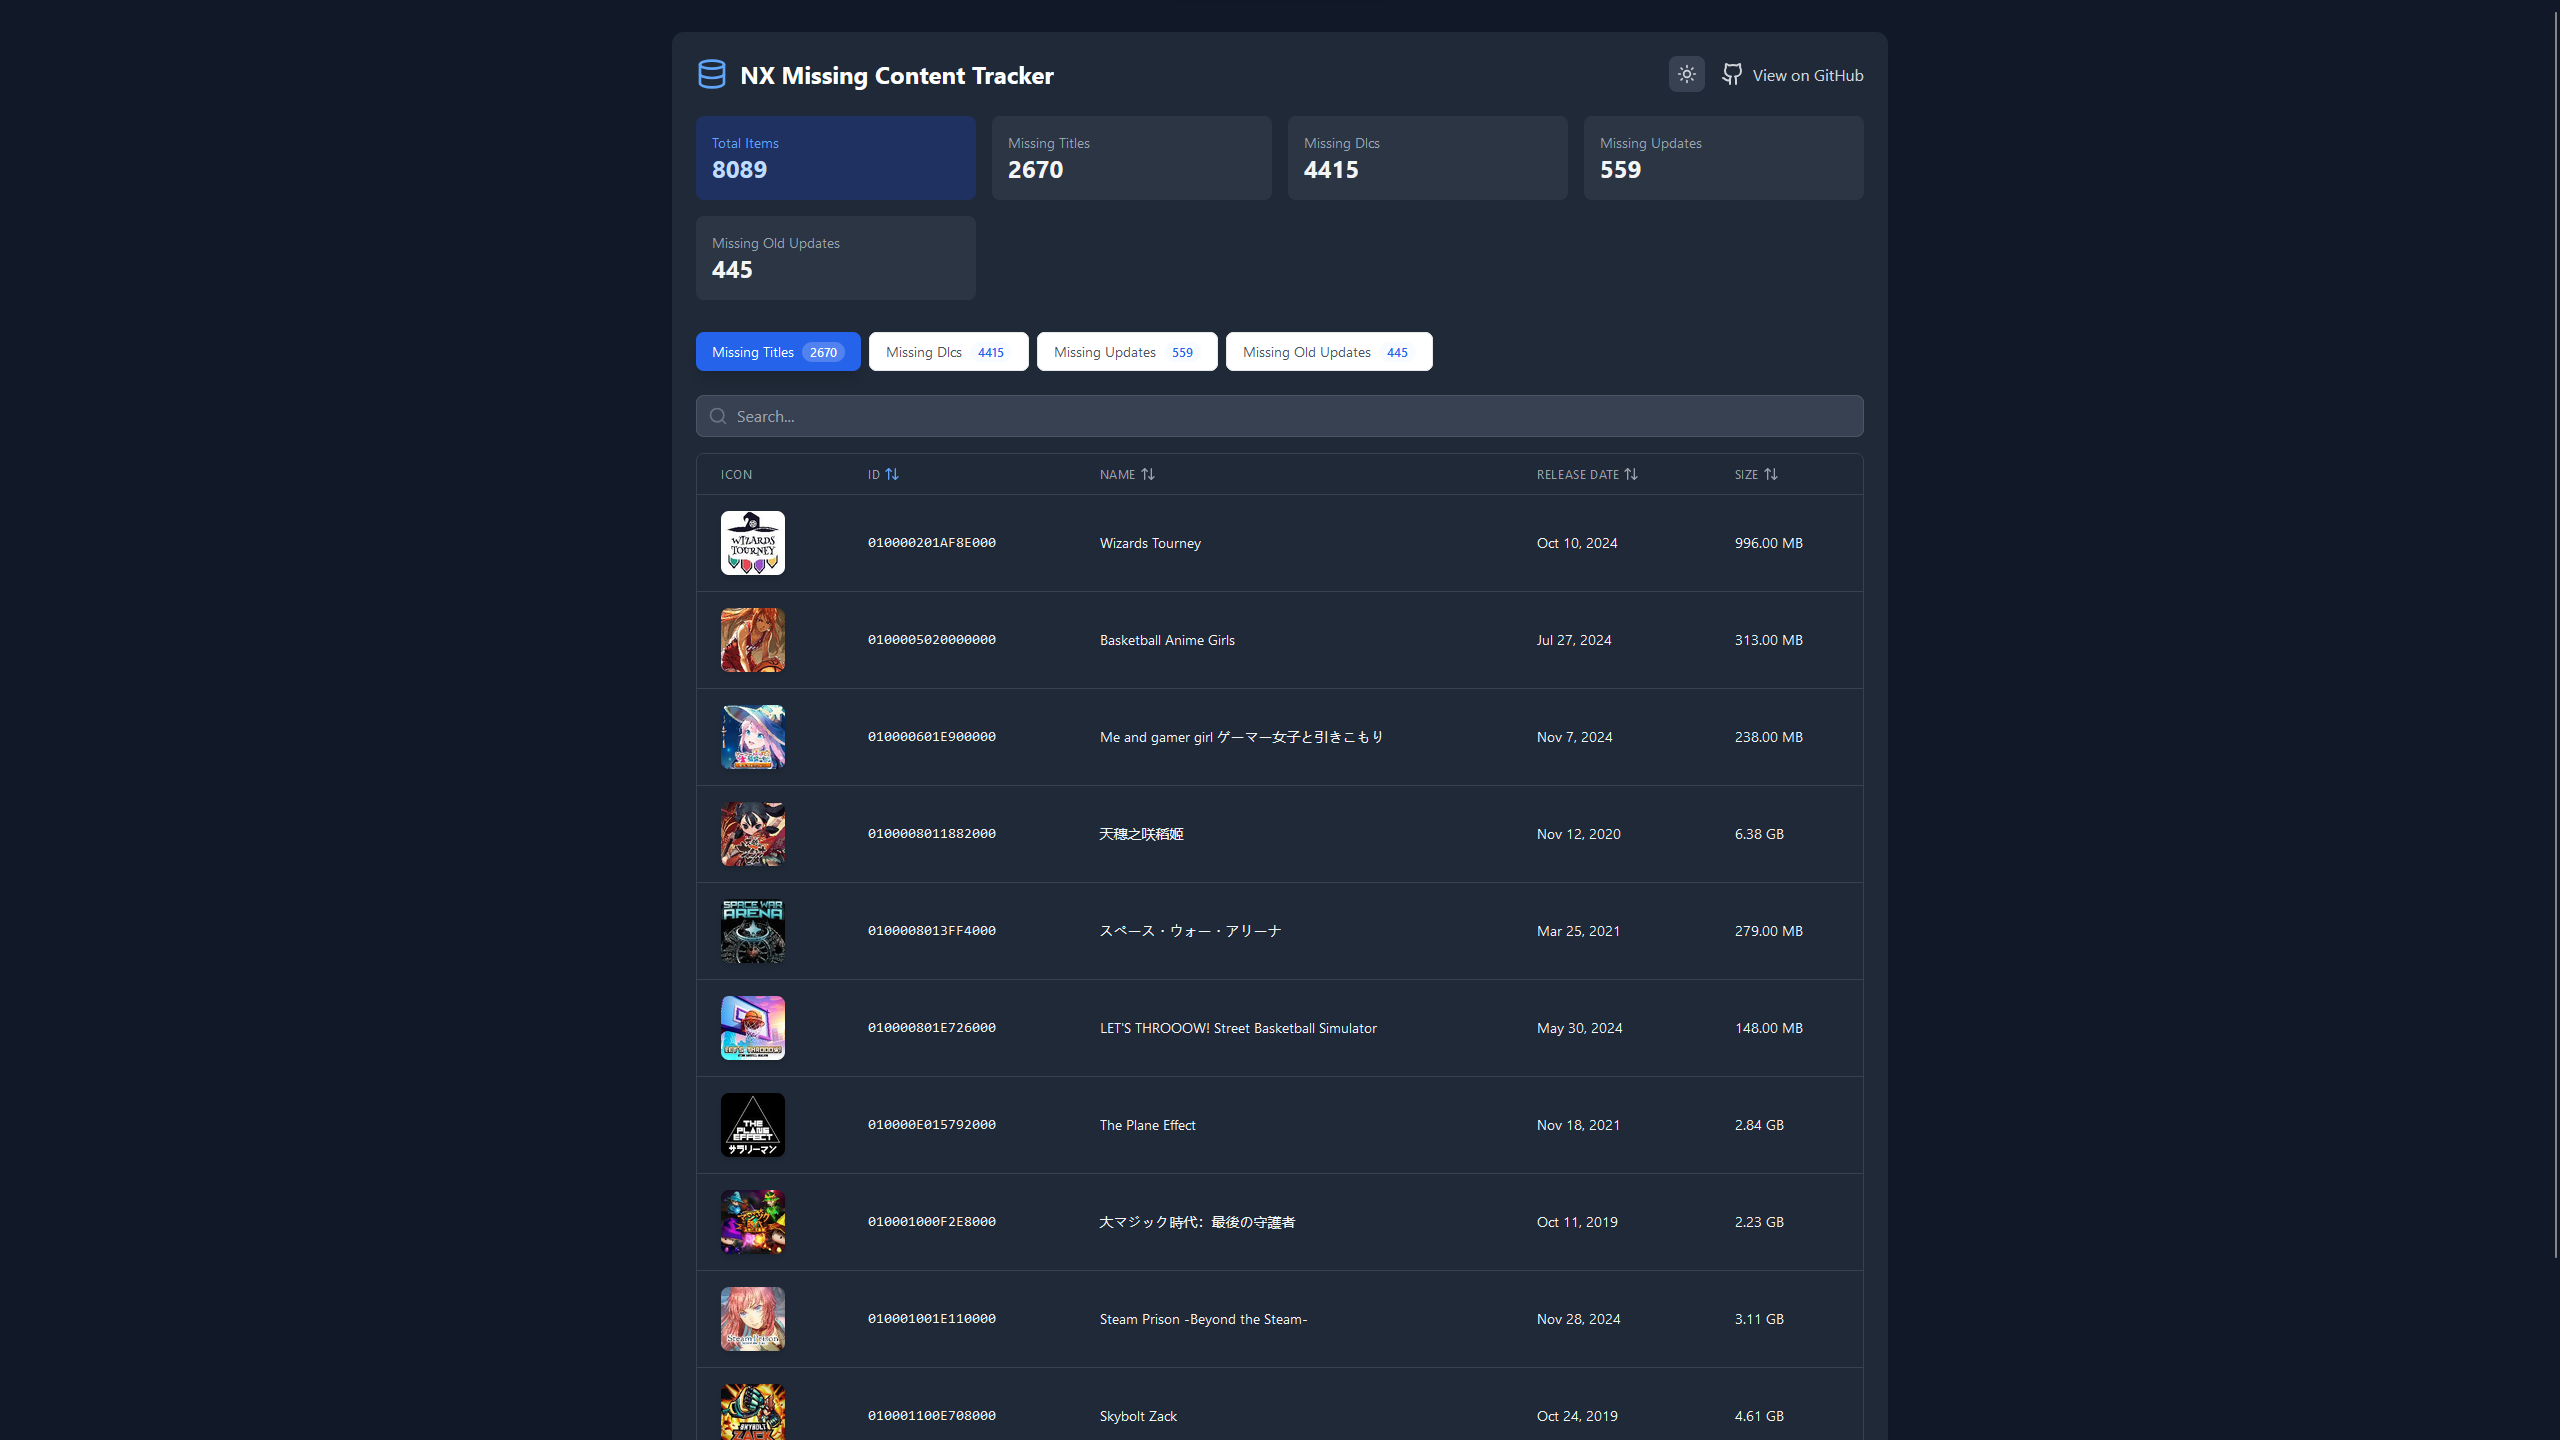 NX Missing Content Tracker
View on GitHub
Total Items
8089
Missing Titles
2670
Missing Dlcs
4415
Missing Updates
559
Missing Old Updates
445
Missing Titles 2670
Missing Dlcs 4415
Missing Updates 559
Missing Old Updates 445
Search...
ICON ID NAME RELEASE DATE SIZE
WIZARDS
TOURNEY
010000201AF8E000 Wizards Tourney Oct 10, 2024 996.00 MB
0100005020000000 Basketball Anime Girls Jul 27, 2024 313.00 MB
010000601E900000 Me and gamer girl ゲーマー女子と引きこもり Nov 7, 2024 238.00 MB
0100008011882000 天穗之咲稻姬 Nov 12, 2020 6.38 GB
SPACE WAR
ARENA
0100008013FF4000 スペース・ウォー・アリーナ Mar 25, 2021 279.00 MB
LET'S THROOOW!
010000801E726000 LET'S THROOOW! Street Basketball Simulator May 30, 2024 148.00 MB
THE
PLANE
EFFECT
サラリーマン
010000E015792000 The Plane Effect Nov 18, 2021 2.84 GB
010001000F2E8000 大マジック時代：最後の守護者 Oct 11, 2019 2.23 GB
Steam Prison
010001001E110000 Steam Prison -Beyond the Steam- Nov 28, 2024 3.11 GB
SKYBOLT
ZACK
010001100E708000 Skybolt Zack Oct 24, 2019 4.61 GB